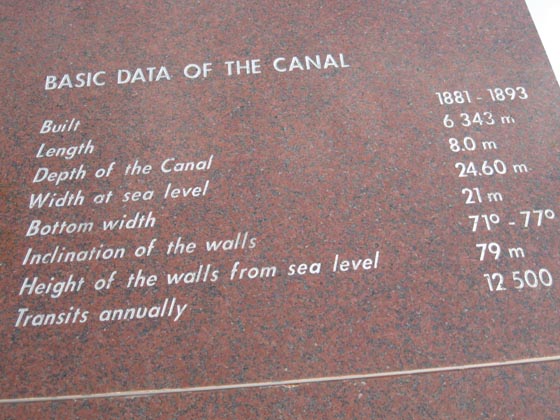 BASIC DATA OF THE CANAL
Built 1881 - 1893
Length 6 343 m
Depth of the Canal 8.0 m
Width at sea level 24.60 m
Bottom width 21 m
Inclination of the walls 71° - 77°
Height of the walls from sea level 79 m
Transits annually 12 500